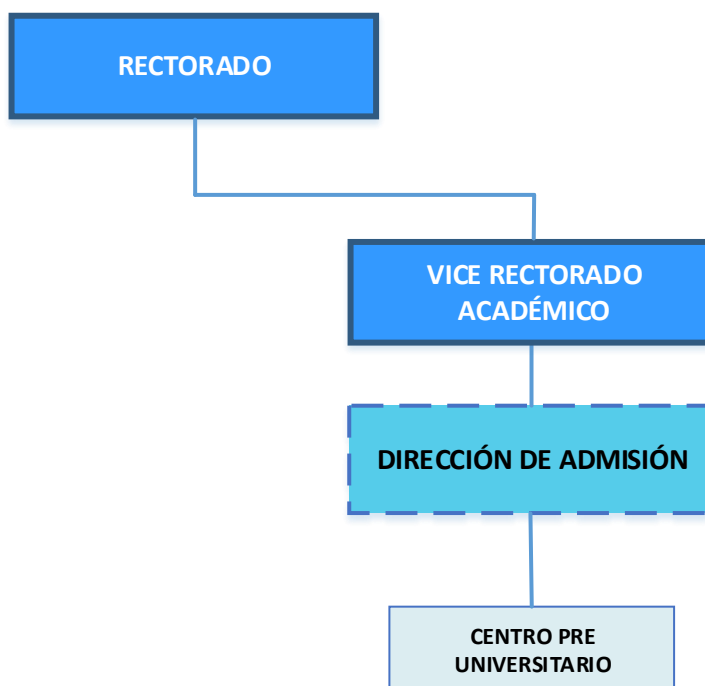 RECTORADO
VICE RECTORADO
ACADÉMICO
DIRECCIÓN DE ADMISIÓN
CENTRO PRE
UNIVERSITARIO